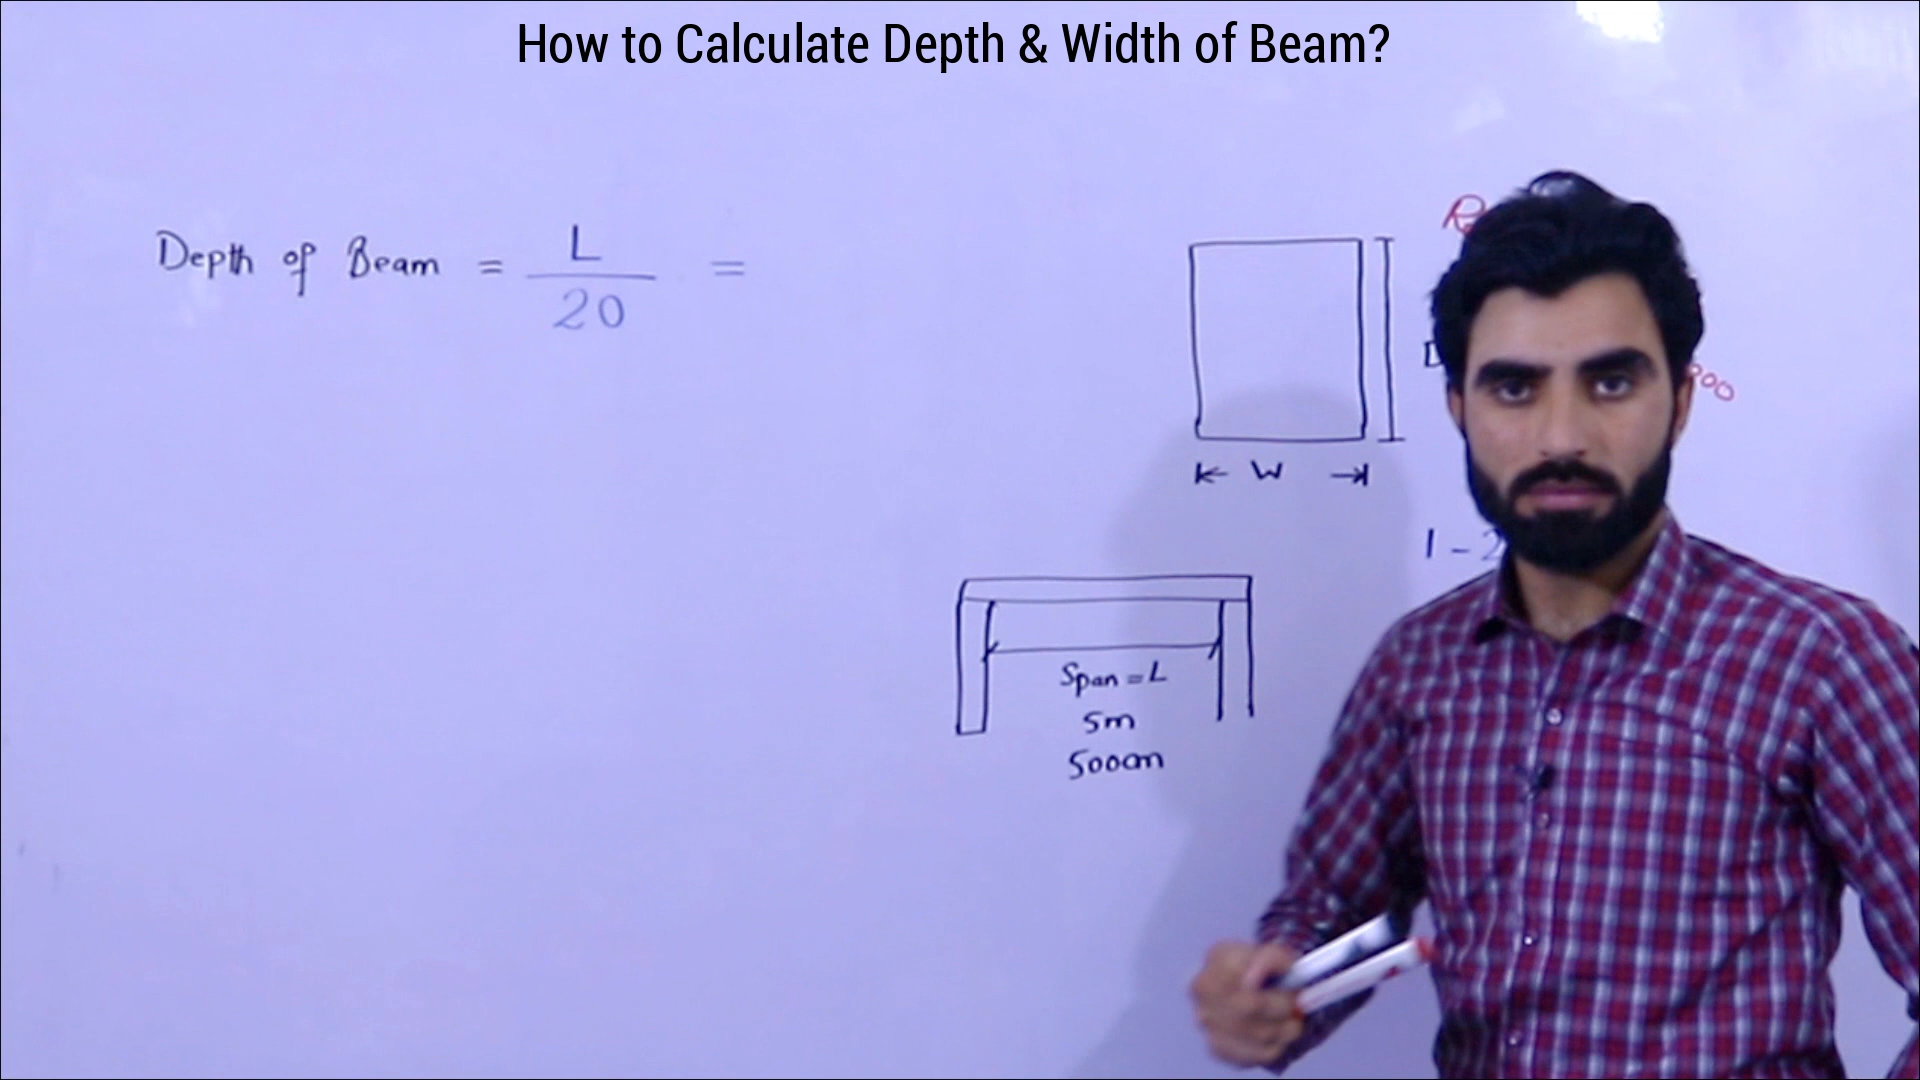 How to Calculate Depth & Width of Beam?
Depth of Beam = L / 20 =
W
Span = L
5m
500cm